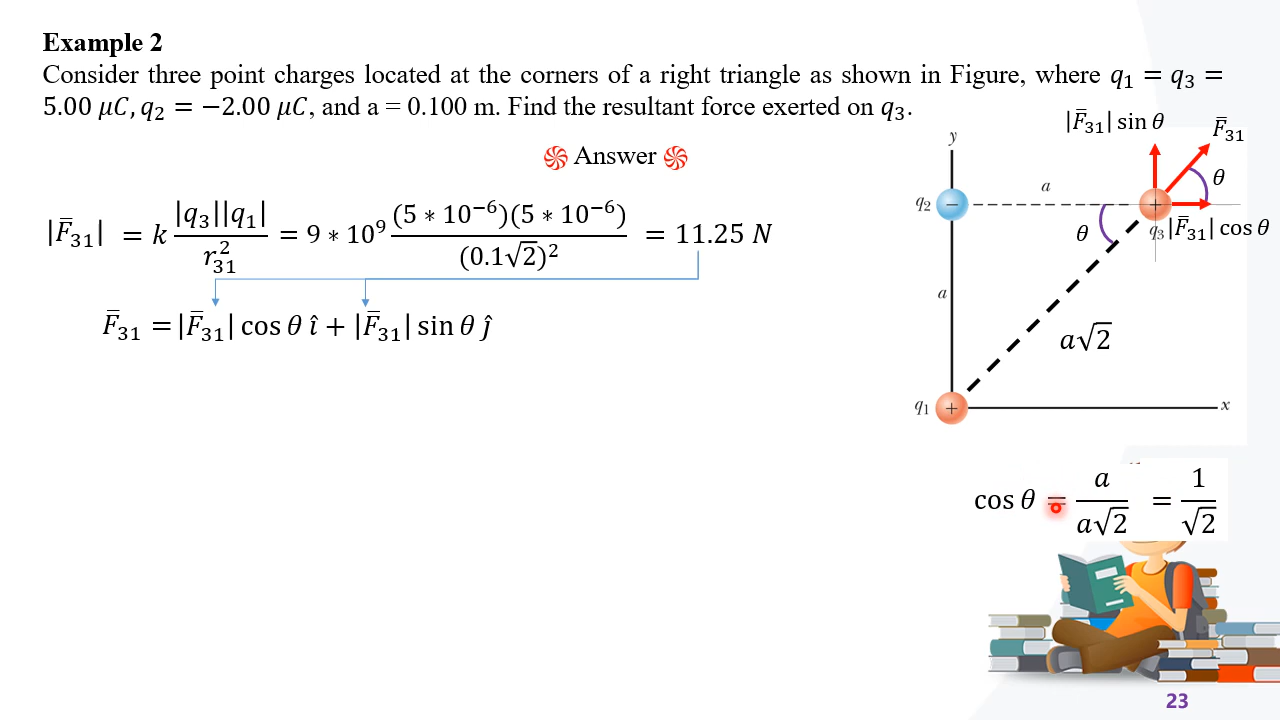 Example 2
Consider three point charges located at the corners of a right triangle as shown in Figure, where q₁ = q₃ =
5.00 μC, q₂ = −2.00 μC, and a = 0.100 m. Find the resultant force exerted on q₃.
Answer
|F̅₃₁| = k |q₃||q₁| / r₃₁² = 9 * 10⁹ (5 * 10⁻⁶)(5 * 10⁻⁶) / (0.1√2)² = 11.25 N
F̅₃₁ = |F̅₃₁| cos θ î + |F̅₃₁| sin θ ĵ
|F̅₃₁| sin θ
F̅₃₁
y
θ
a
q₂
−
+
θ
q₃
|F̅₃₁| cos θ
a
a√2
q₁
+
x
cos θ = a / a√2 = 1 / √2
23